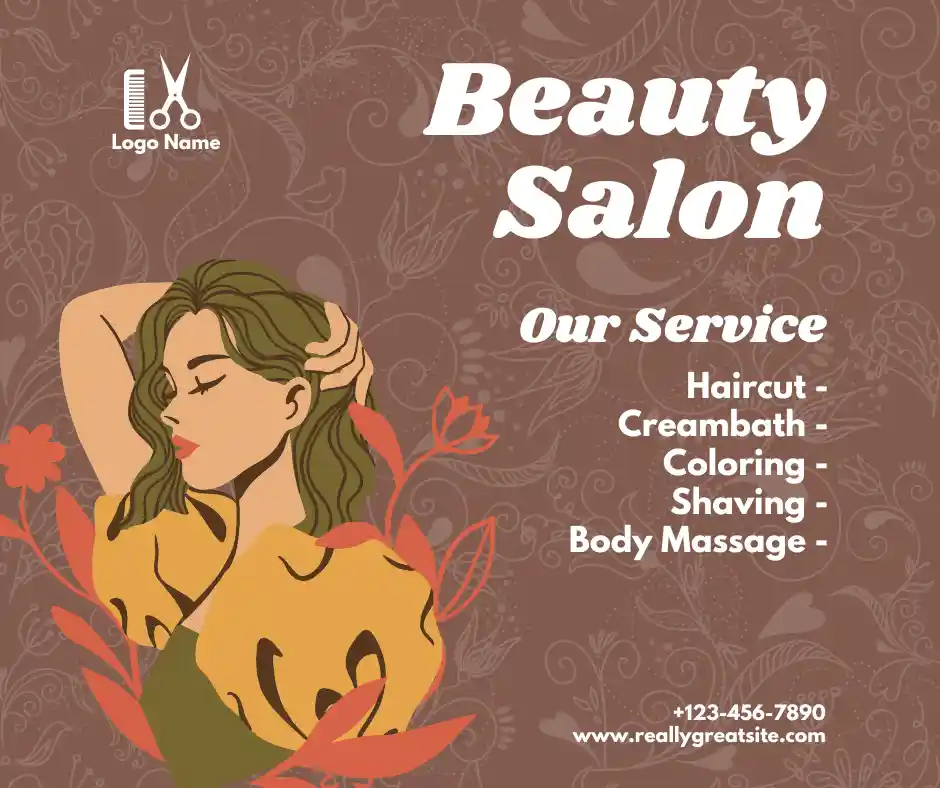 Logo Name
Beauty
Salon
Our Service
Haircut -
Creambath -
Coloring -
Shaving -
Body Massage -
+123-456-7890
www.reallygreatsite.com